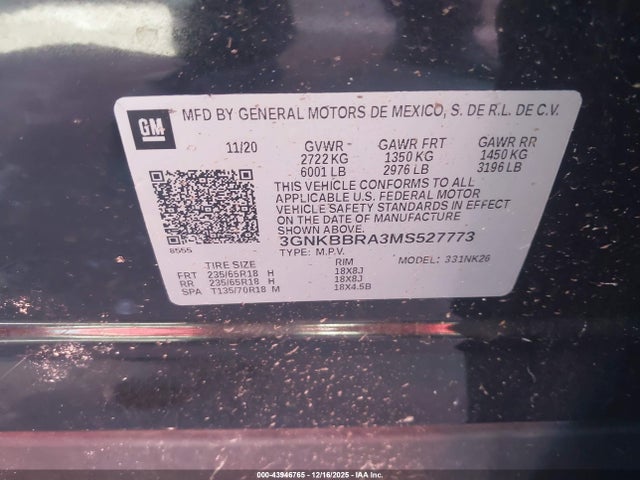 GM
MFD BY GENERAL MOTORS DE MEXICO, S. DE R.L. DE C.V.
11/20 GVWR GAWR FRT GAWR RR
2722 KG 1350 KG 1450 KG
6001 LB 2976 LB 3196 LB
THIS VEHICLE CONFORMS TO ALL
APPLICABLE U.S. FEDERAL MOTOR
VEHICLE SAFETY STANDARDS IN EFFECT
ON THE DATE OF MANUFACTURE
SHOWN ABOVE.
3GNKBBRA3MS527773
8555
TYPE: M.P.V. MODEL: 331NK26
TIRE SIZE RIM
FRT 235/65R18 H 18X8J
RR 235/65R18 H 18X8J
SPA T135/70R18 M 18X4.5B
000-43946765 - 12/16/2025 - IAA Inc.